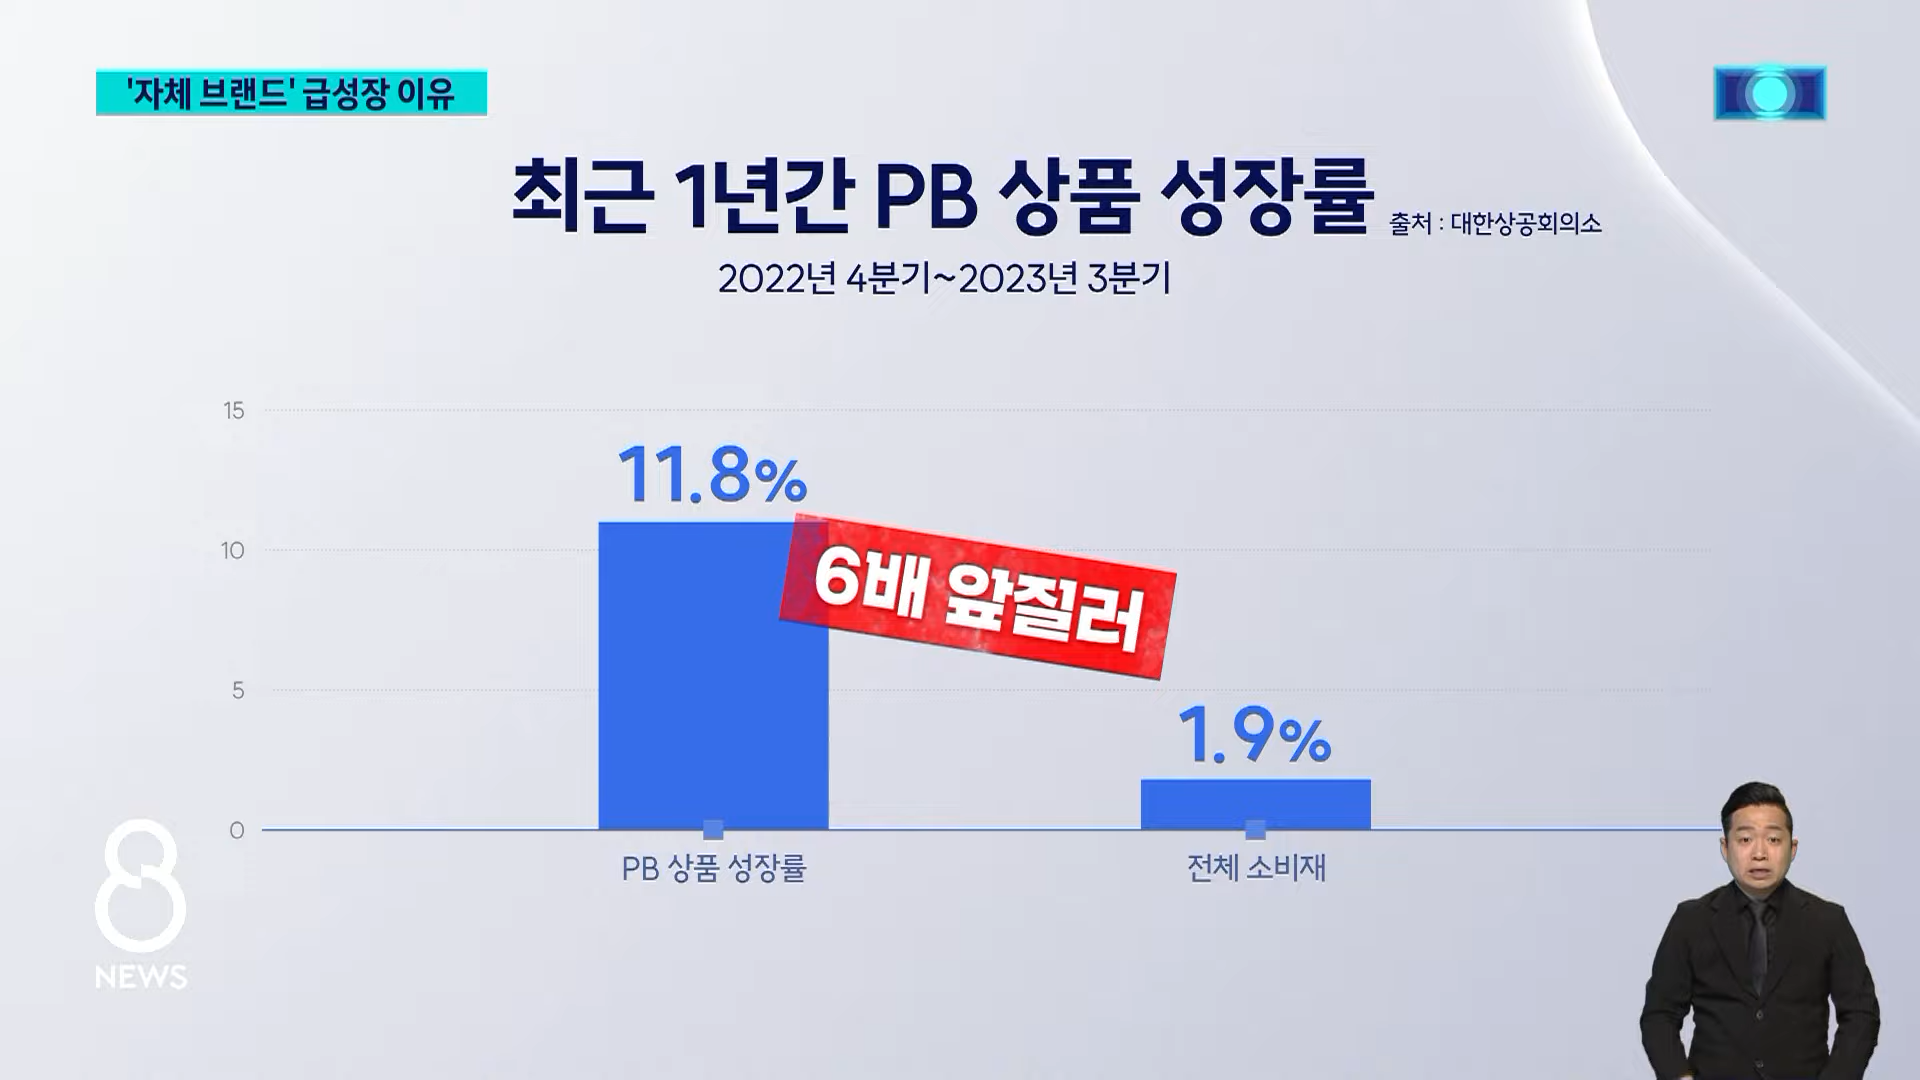 '자체 브랜드' 급성장 이유
최근 1년간 PB 상품 성장률
출처 : 대한상공회의소
2022년 4분기~2023년 3분기
15
11.8%
10
6배 앞질러
5
1.9%
0
PB 상품 성장률
전체 소비재
8
NEWS